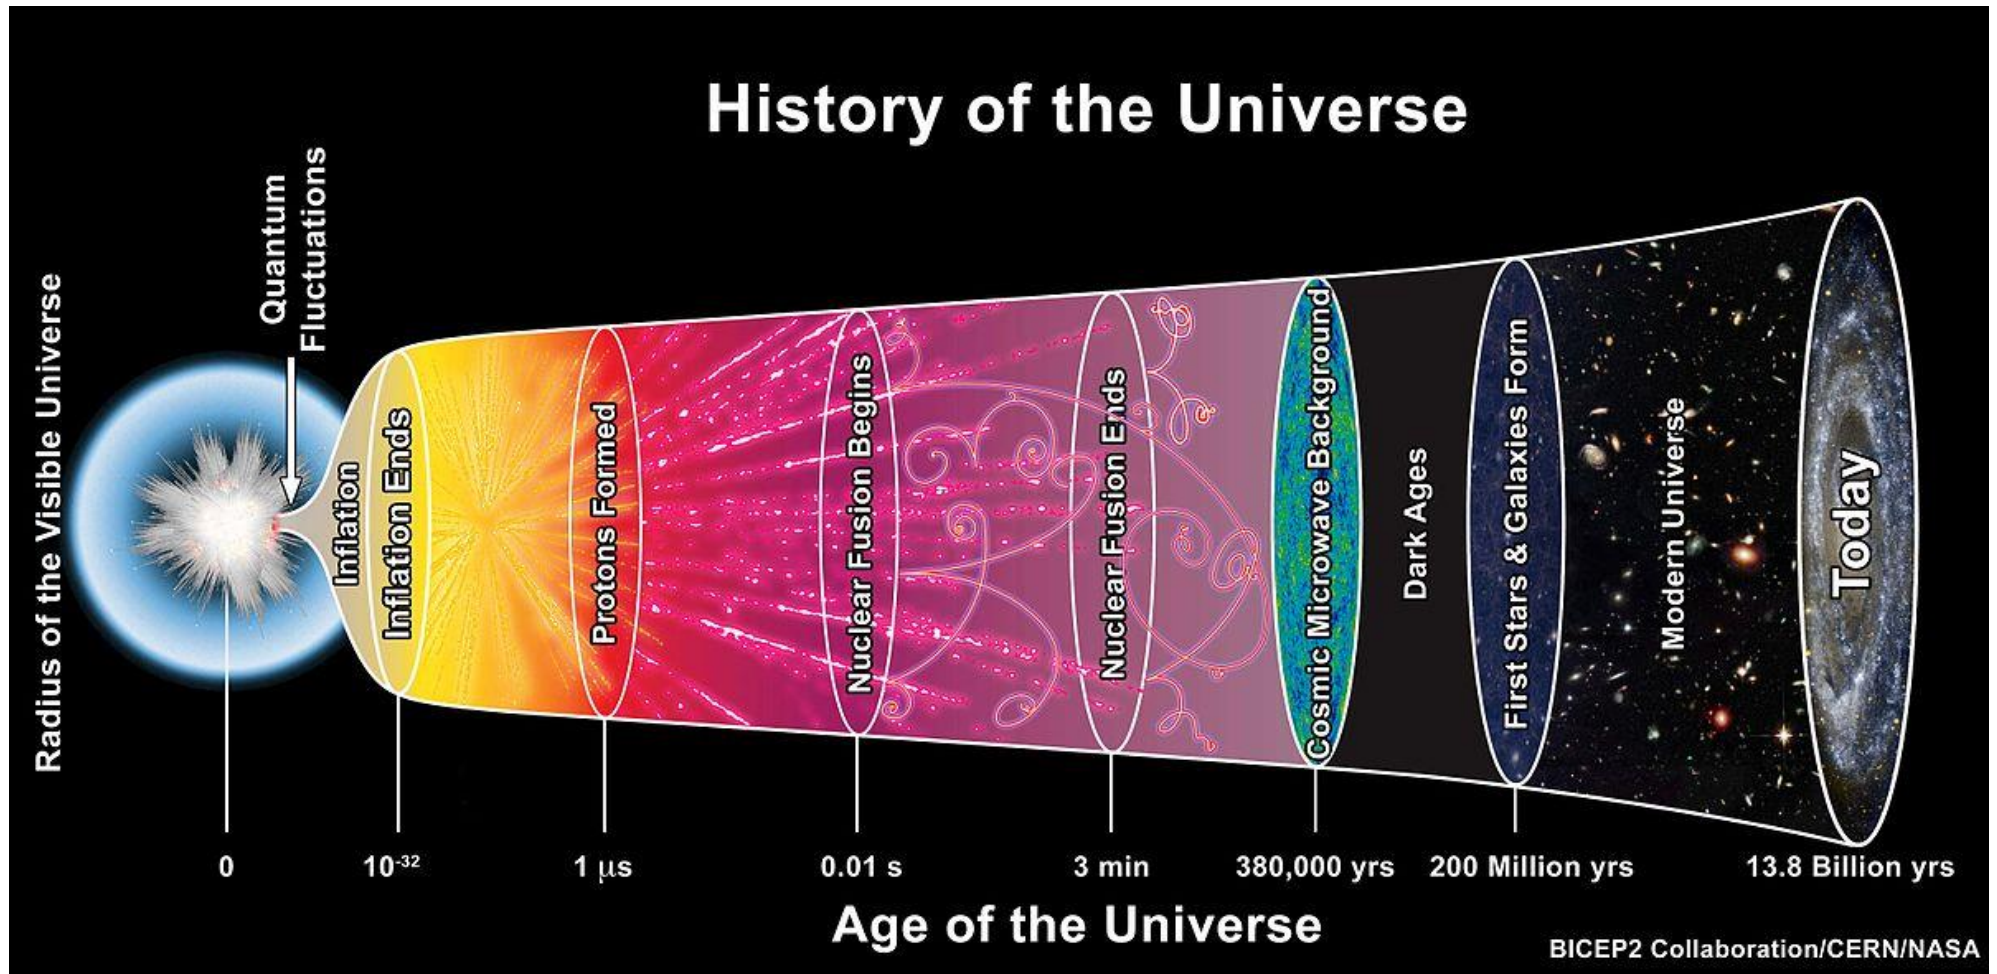 History of the Universe
Radius of the Visible Universe
Quantum
Fluctuations
Inflation
Inflation Ends
Protons Formed
Nuclear Fusion Begins
Nuclear Fusion Ends
Cosmic Microwave Background
Dark Ages
First Stars & Galaxies Form
Modern Universe
Today
0
10⁻³²
1 μs
0.01 s
3 min
380,000 yrs
200 Million yrs
13.8 Billion yrs
Age of the Universe
BICEP2 Collaboration/CERN/NASA